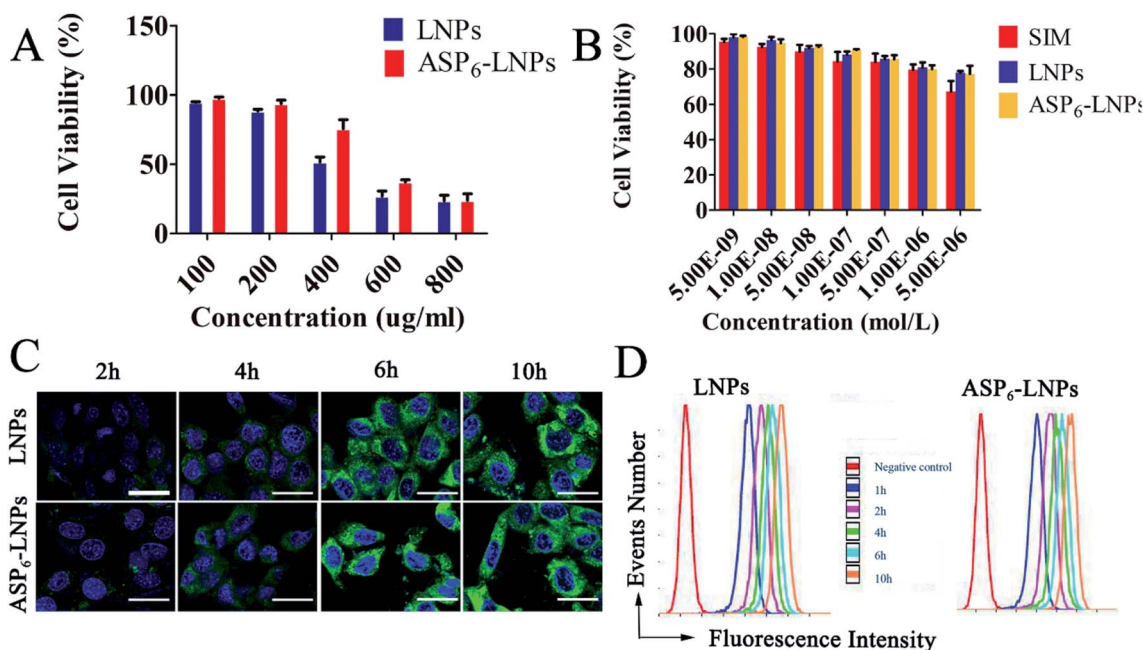 A
Cell Viability (%)
150
100
50
0
LNPs
ASP6-LNPs
100
200
400
600
800
Concentration (ug/ml)
B
Cell Viability (%)
100
80
60
40
20
0
SIM
LNPs
ASP6-LNPs
5.00E-09
1.00E-08
5.00E-08
1.00E-07
5.00E-07
1.00E-06
5.00E-06
Concentration (mol/L)
C
2h
4h
6h
10h
LNPs
ASP6-LNPs
D
LNPs
ASP6-LNPs
Events Number
Negative control
1h
2h
4h
6h
10h
Fluorescence Intensity